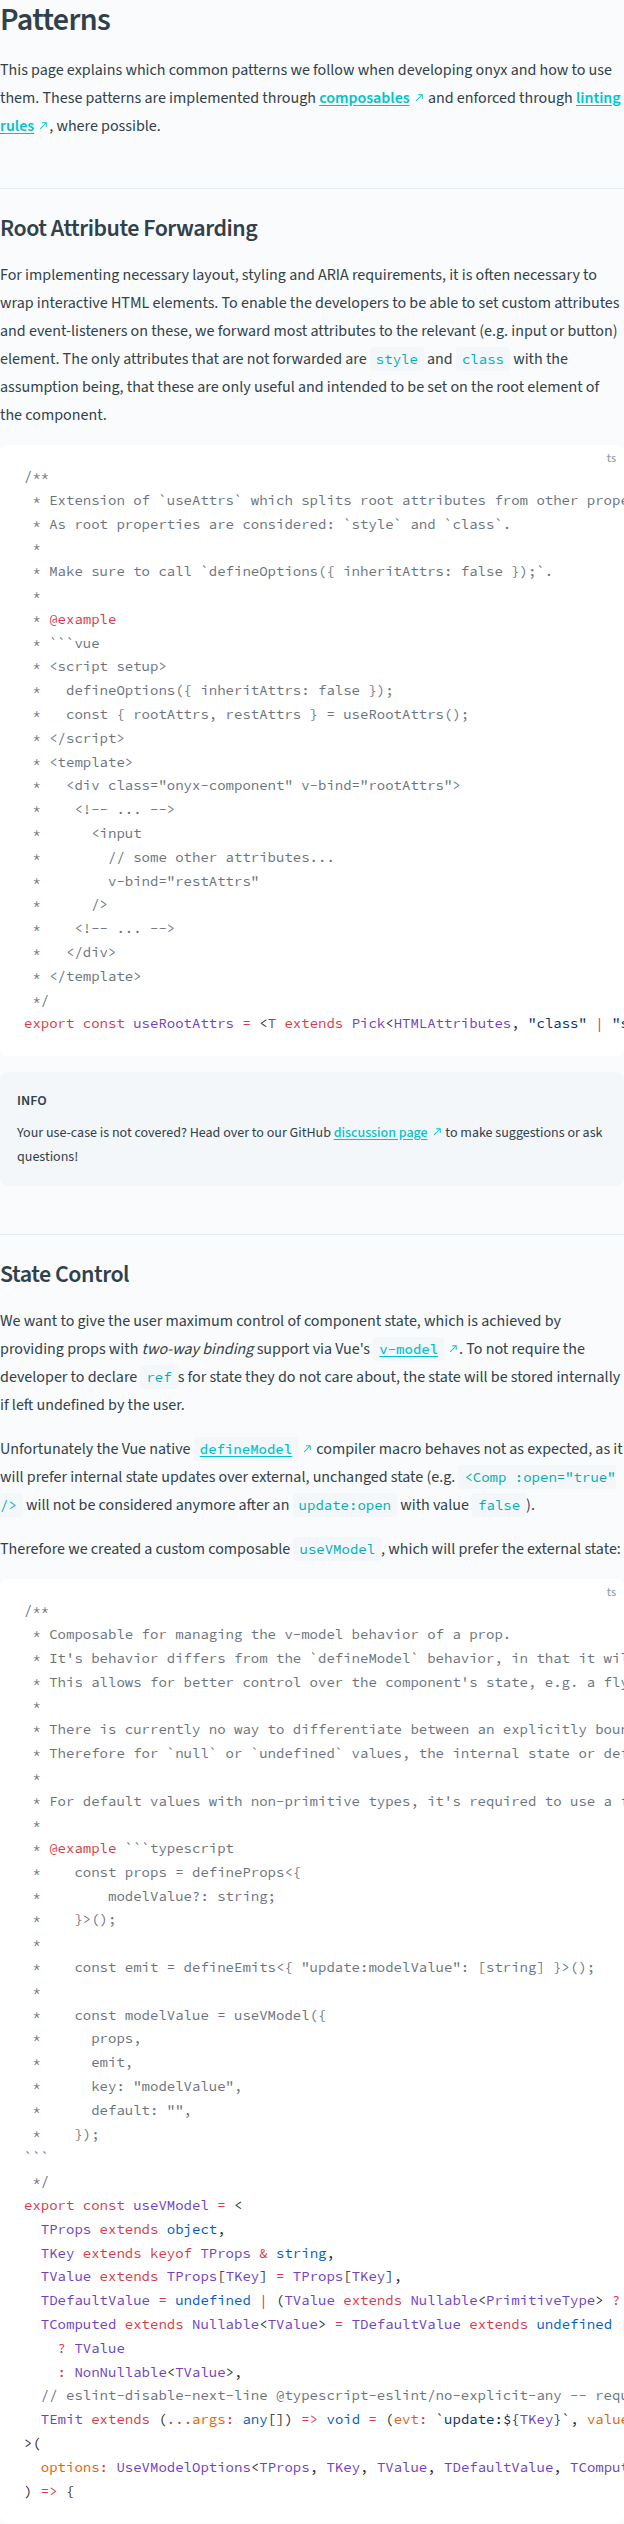 Patterns
This page explains which common patterns we follow when developing onyx and how to use
them. These patterns are implemented through composables ↗ and enforced through linting
rules ↗, where possible.
Root Attribute Forwarding
For implementing necessary layout, styling and ARIA requirements, it is often necessary to
wrap interactive HTML elements. To enable the developers to be able to set custom attributes
and event-listeners on these, we forward most attributes to the relevant (e.g. input or button)
element. The only attributes that are not forwarded are style and class with the
assumption being, that these are only useful and intended to be set on the root element of
the component.
ts
/**
 * Extension of `useAttrs` which splits root attributes from other prope
 * As root properties are considered: `style` and `class`.
 *
 * Make sure to call `defineOptions({ inheritAttrs: false });`.
 *
 * @example
 * ```vue
 * <script setup>
 *   defineOptions({ inheritAttrs: false });
 *   const { rootAttrs, restAttrs } = useRootAttrs();
 * </script>
 * <template>
 *   <div class="onyx-component" v-bind="rootAttrs">
 *    <!-- ... -->
 *      <input
 *        // some other attributes...
 *        v-bind="restAttrs"
 *      />
 *    <!-- ... -->
 *   </div>
 * </template>
 */
export const useRootAttrs = <T extends Pick<HTMLAttributes, "class" | "s
INFO
Your use-case is not covered? Head over to our GitHub discussion page ↗ to make suggestions or ask
questions!
State Control
We want to give the user maximum control of component state, which is achieved by
providing props with two-way binding support via Vue's v-model ↗. To not require the
developer to declare ref s for state they do not care about, the state will be stored internally
if left undefined by the user.
Unfortunately the Vue native defineModel ↗ compiler macro behaves not as expected, as it
will prefer internal state updates over external, unchanged state (e.g. <Comp :open="true"
/> will not be considered anymore after an update:open with value false ).
Therefore we created a custom composable useVModel , which will prefer the external state:
ts
/**
 * Composable for managing the v-model behavior of a prop.
 * It's behavior differs from the `defineModel` behavior, in that it wil
 * This allows for better control over the component's state, e.g. a fly
 *
 * There is currently no way to differentiate between an explicitly boun
 * Therefore for `null` or `undefined` values, the internal state or def
 *
 * For default values with non-primitive types, it's required to use a f
 *
 * @example ```typescript
 *    const props = defineProps<{
 *        modelValue?: string;
 *    }>();
 *
 *    const emit = defineEmits<{ "update:modelValue": [string] }>();
 *
 *    const modelValue = useVModel({
 *      props,
 *      emit,
 *      key: "modelValue",
 *      default: "",
 *    });
```
 */
export const useVModel = <
  TProps extends object,
  TKey extends keyof TProps & string,
  TValue extends TProps[TKey] = TProps[TKey],
  TDefaultValue = undefined | (TValue extends Nullable<PrimitiveType> ?
  TComputed extends Nullable<TValue> = TDefaultValue extends undefined
    ? TValue
    : NonNullable<TValue>,
  // eslint-disable-next-line @typescript-eslint/no-explicit-any -- requ
  TEmit extends (...args: any[]) => void = (evt: `update:${TKey}`, value
>(
  options: UseVModelOptions<TProps, TKey, TValue, TDefaultValue, TComput
) => {